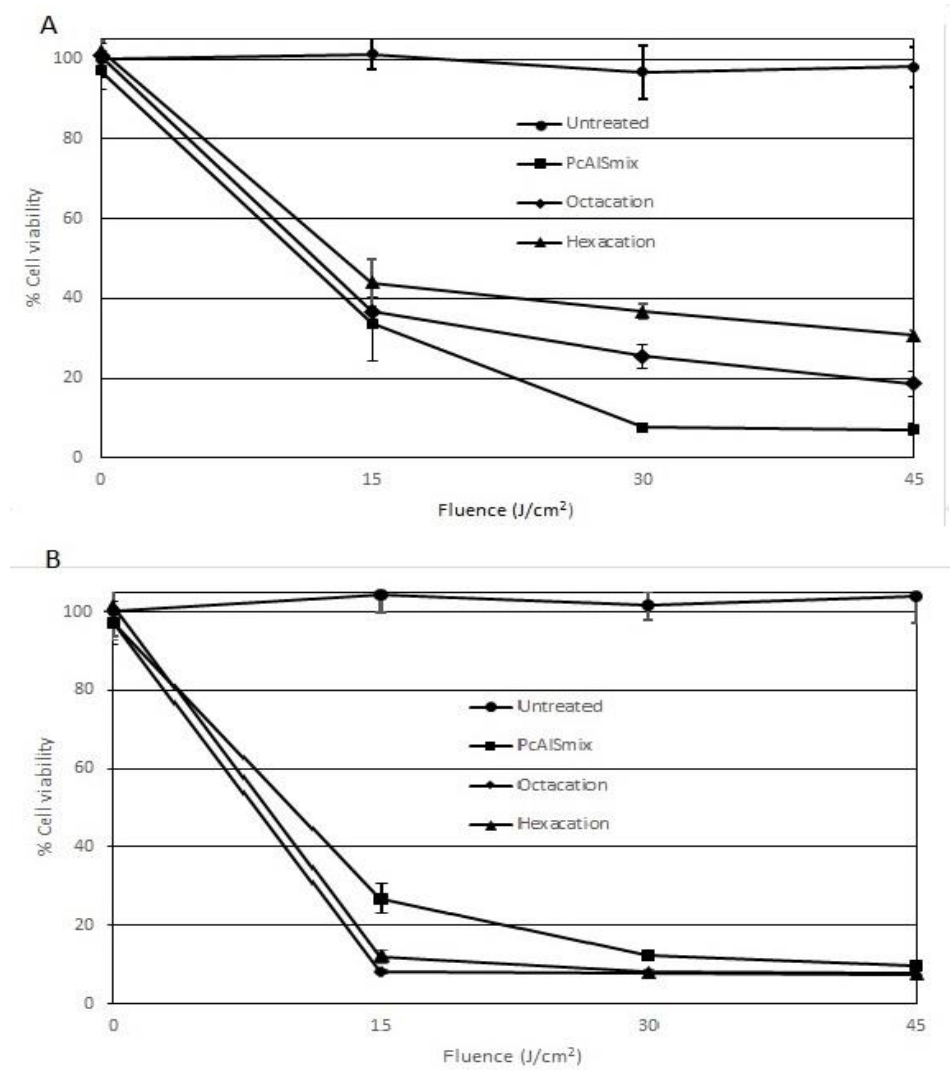 A
100
80
60
40
20
0
% Cell viability
Untreated
PcAlSmix
Octacation
Hexacation
0 15 30 45
Fluence (J/cm²)
B
100
80
60
40
20
0
% Cell viability
Untreated
PcAlSmix
Octacation
Hexacation
0 15 30 45
Fluence (J/cm²)